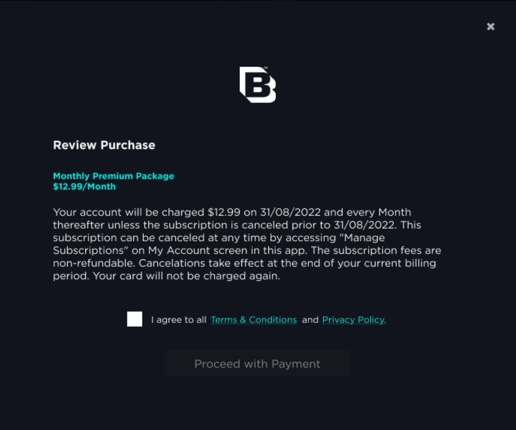 B
Review Purchase
Monthly Premium Package
$12.99/Month
Your account will be charged $12.99 on 31/08/2022 and every Month
thereafter unless the subscription is canceled prior to 31/08/2022. This
subscription can be canceled at any time by accessing "Manage
Subscriptions" on My Account screen in this app. The subscription fees are
non-refundable. Cancelations take effect at the end of your current billing
period. Your card will not be charged again.
I agree to all Terms & Conditions and Privacy Policy.
Proceed with Payment